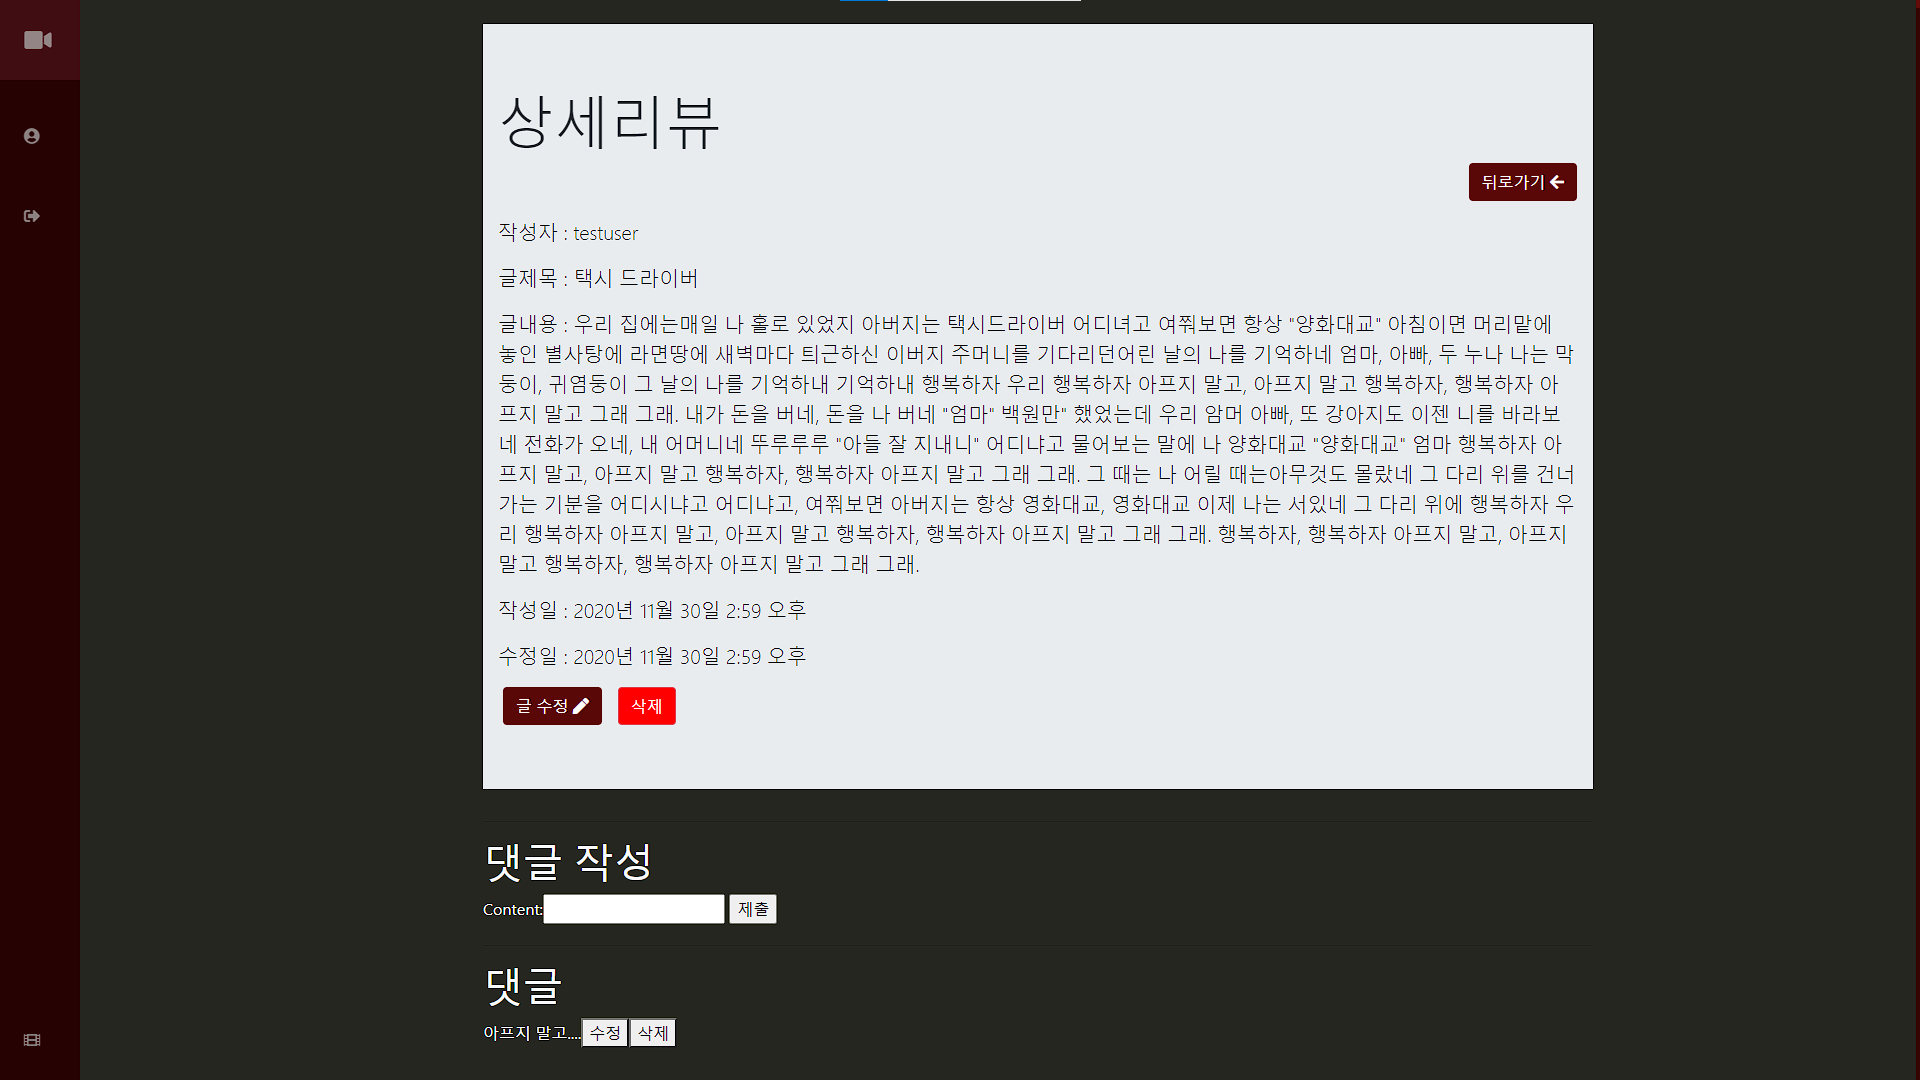 상세리뷰
뒤로가기
작성자 : testuser
글제목 : 택시 드라이버
글내용 : 우리 집에는매일 나 홀로 있었지 아버지는 택시드라이버 어디녀고 여쭤보면 항상 "양화대교" 아침이면 머리맡에
놓인 별사탕에 라면땅에 새벽마다 퇴근하신 이버지 주머니를 기다리던어린 날의 나를 기억하네 엄마, 아빠, 두 누나 나는 막
둥이, 귀염둥이 그 날의 나를 기억하내 기억하내 행복하자 우리 행복하자 아프지 말고, 아프지 말고 행복하자, 행복하자 아
프지 말고 그래 그래. 내가 돈을 버네, 돈을 나 버네 "엄마" 백원만" 했었는데 우리 암머 아빠, 또 강아지도 이젠 니를 바라보
네 전화가 오네, 내 어머니네 뚜루루루 "아들 잘 지내니" 어디냐고 물어보는 말에 나 양화대교 "양화대교" 엄마 행복하자 아
프지 말고, 아프지 말고 행복하자, 행복하자 아프지 말고 그래 그래. 그 때는 나 어릴 때는아무것도 몰랐네 그 다리 위를 건너
가는 기분을 어디시냐고 어디냐고, 여쭤보면 아버지는 항상 영화대교, 영화대교 이제 나는 서있네 그 다리 위에 행복하자 우
리 행복하자 아프지 말고, 아프지 말고 행복하자, 행복하자 아프지 말고 그래 그래. 행복하자, 행복하자 아프지 말고, 아프지
말고 행복하자, 행복하자 아프지 말고 그래 그래.
작성일 : 2020년 11월 30일 2:59 오후
수정일 : 2020년 11월 30일 2:59 오후
글 수정 삭제
댓글 작성
Content: 제출
댓글
아프지 말고.... 수정 삭제